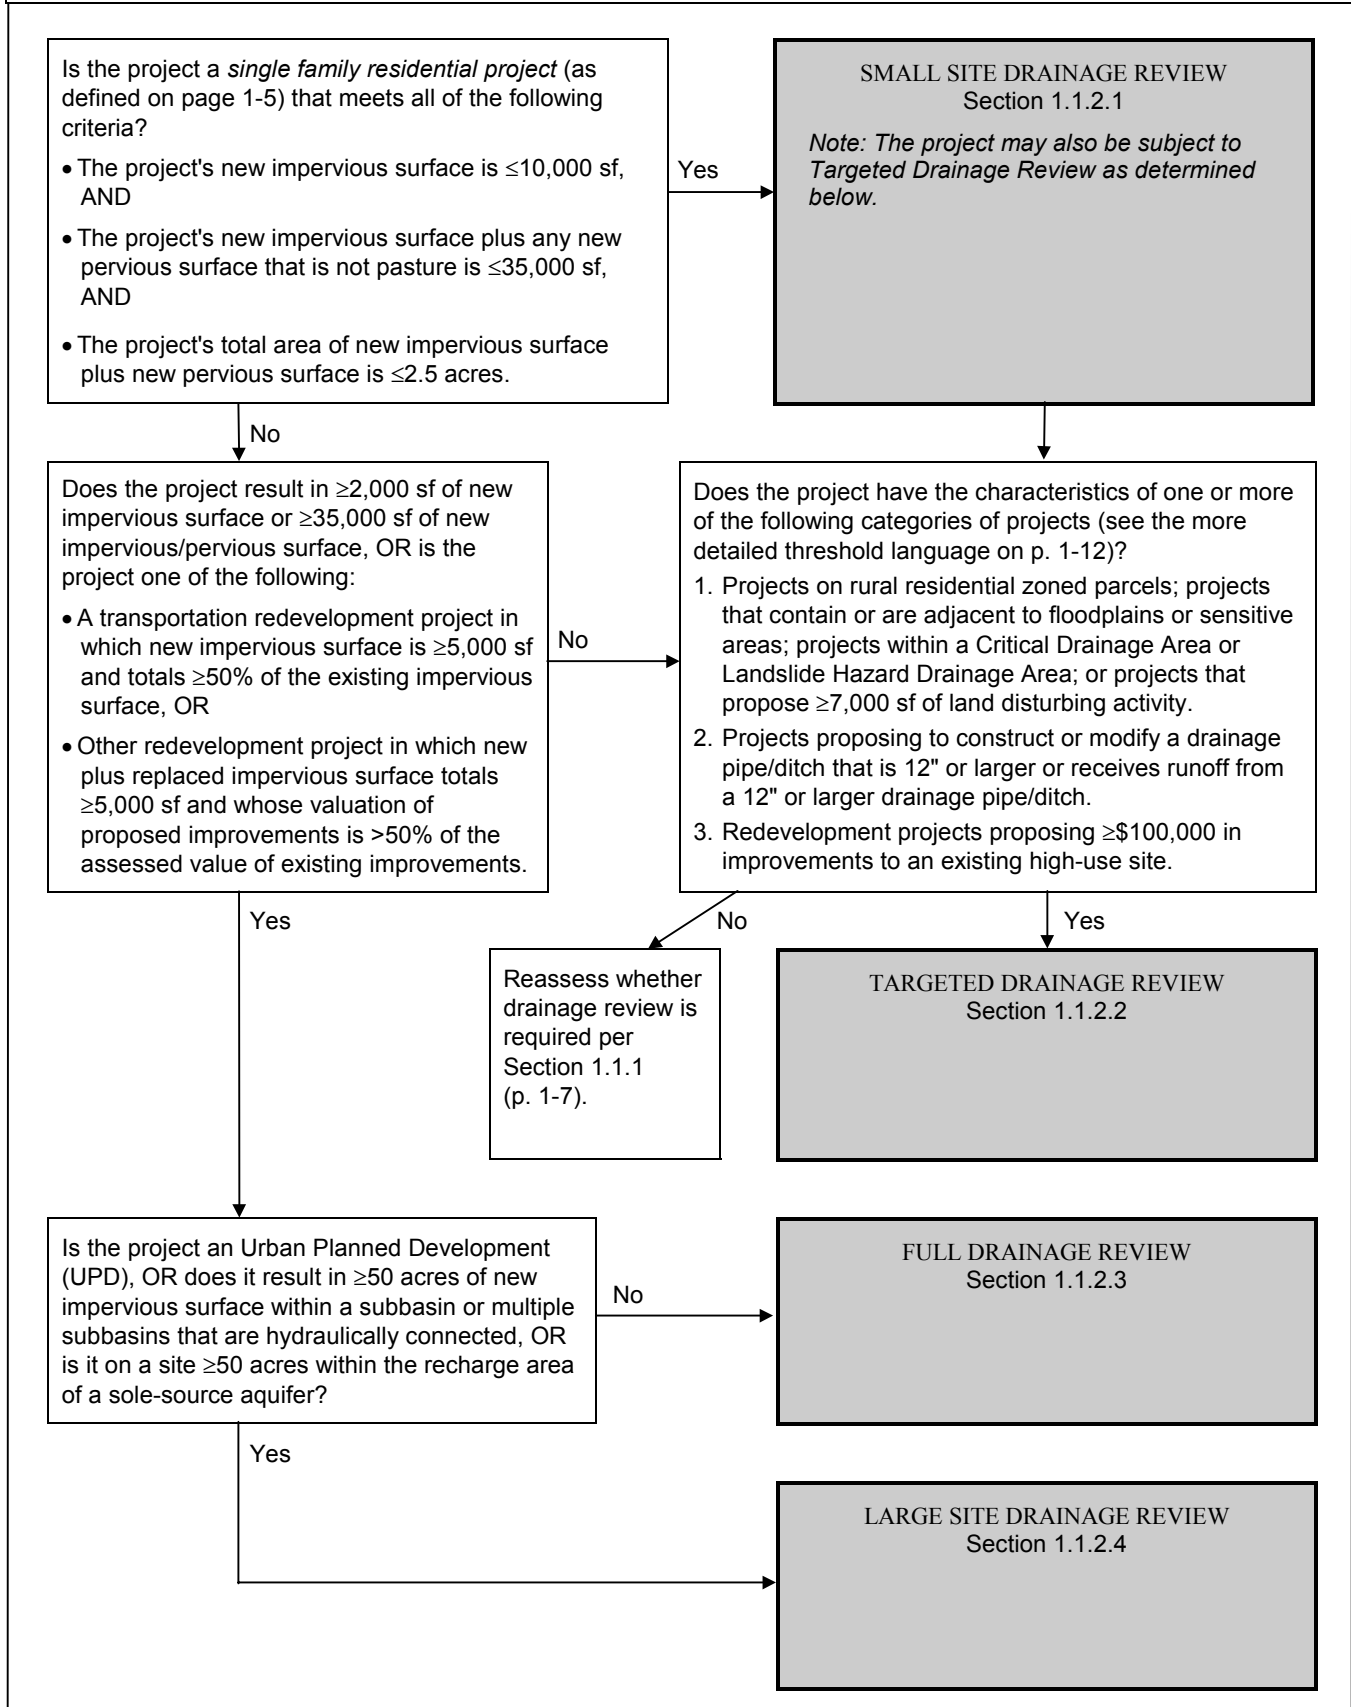 Is the project a single family residential project (as
defined on page 1-5) that meets all of the following
criteria?
• The project's new impervious surface is ≤10,000 sf,
AND
• The project's new impervious surface plus any new
pervious surface that is not pasture is ≤35,000 sf,
AND
• The project's total area of new impervious surface
plus new pervious surface is ≤2.5 acres.
Yes
SMALL SITE DRAINAGE REVIEW
Section 1.1.2.1
Note: The project may also be subject to
Targeted Drainage Review as determined
below.
No
Does the project result in ≥2,000 sf of new
impervious surface or ≥35,000 sf of new
impervious/pervious surface, OR is the
project one of the following:
• A transportation redevelopment project in
which new impervious surface is ≥5,000 sf
and totals ≥50% of the existing impervious
surface, OR
• Other redevelopment project in which new
plus replaced impervious surface totals
≥5,000 sf and whose valuation of
proposed improvements is >50% of the
assessed value of existing improvements.
No
Does the project have the characteristics of one or more
of the following categories of projects (see the more
detailed threshold language on p. 1-12)?
1. Projects on rural residential zoned parcels; projects
that contain or are adjacent to floodplains or sensitive
areas; projects within a Critical Drainage Area or
Landslide Hazard Drainage Area; or projects that
propose ≥7,000 sf of land disturbing activity.
2. Projects proposing to construct or modify a drainage
pipe/ditch that is 12" or larger or receives runoff from
a 12" or larger drainage pipe/ditch.
3. Redevelopment projects proposing ≥$100,000 in
improvements to an existing high-use site.
Yes
No
Yes
Reassess whether
drainage review is
required per
Section 1.1.1
(p. 1-7).
TARGETED DRAINAGE REVIEW
Section 1.1.2.2
Is the project an Urban Planned Development
(UPD), OR does it result in ≥50 acres of new
impervious surface within a subbasin or multiple
subbasins that are hydraulically connected, OR
is it on a site ≥50 acres within the recharge area
of a sole-source aquifer?
No
FULL DRAINAGE REVIEW
Section 1.1.2.3
Yes
LARGE SITE DRAINAGE REVIEW
Section 1.1.2.4